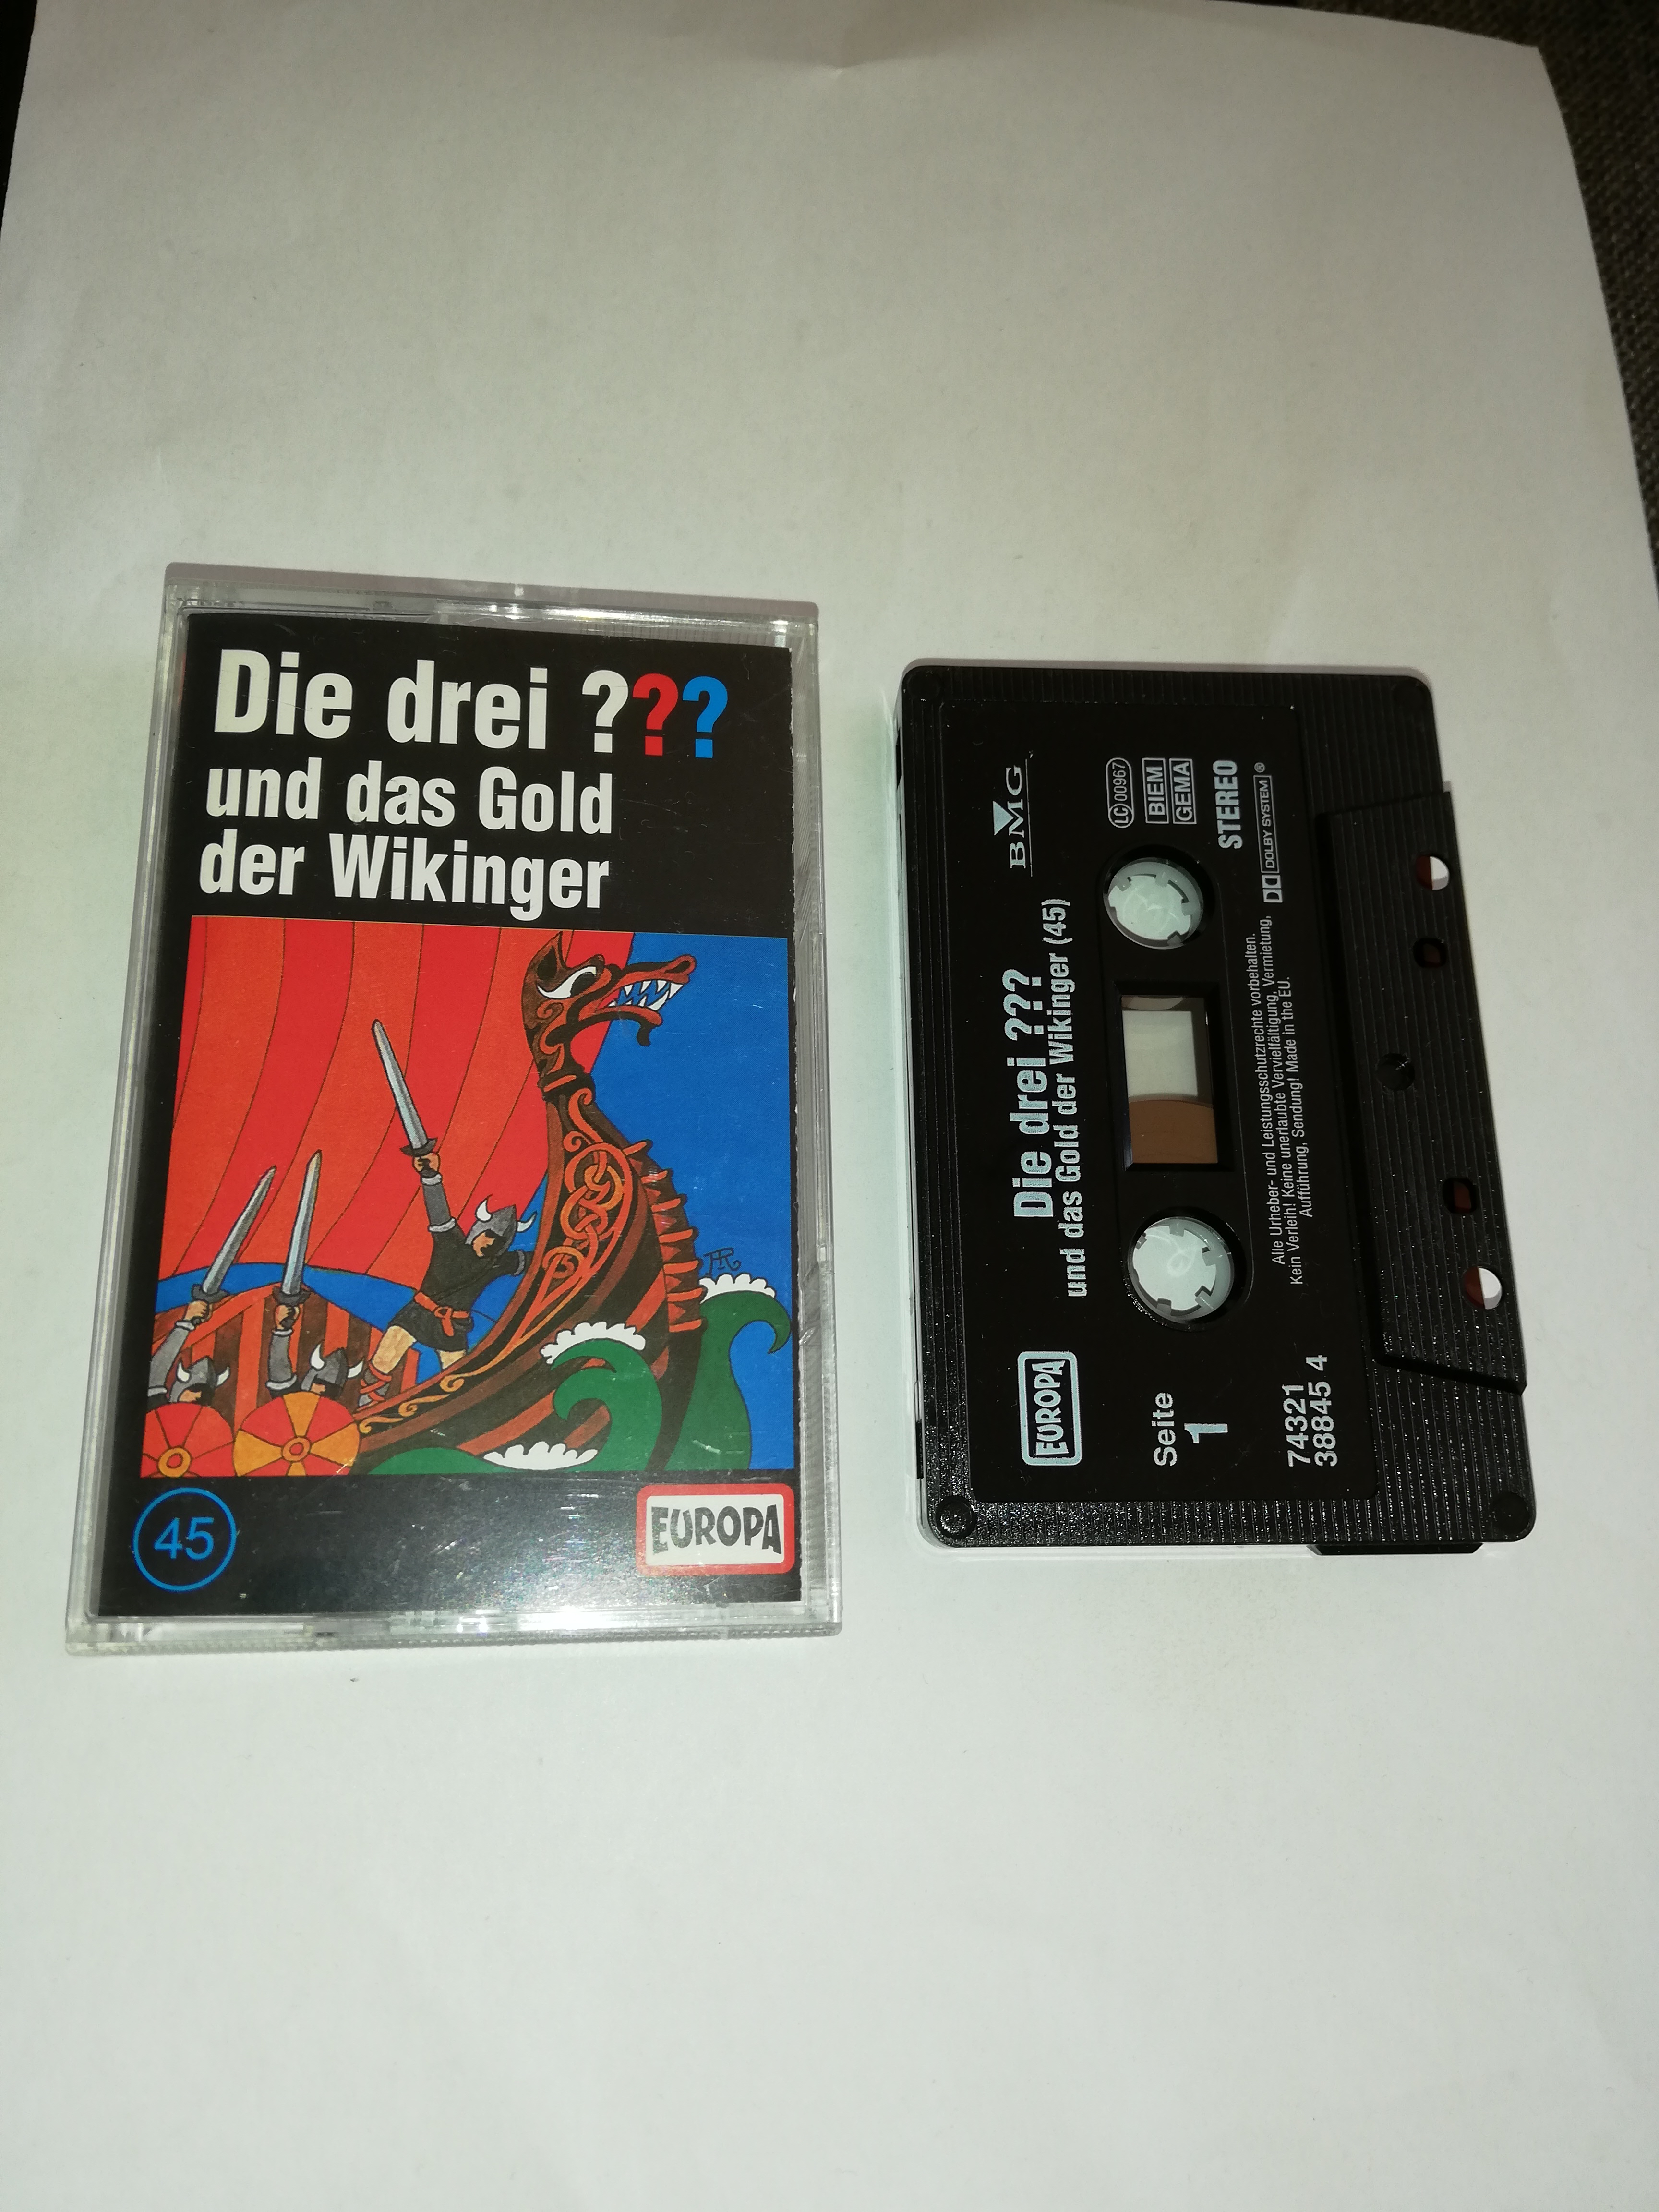 Die drei ???
und das Gold
der Wikinger
45
EUROPA
BMG
LC 00967
BIEM
GEMA
STEREO
DOLBY SYSTEM®
Die drei ???
und das Gold der Wikinger (45)
EUROPA
Seite
1
74321
38845 4
Alle Urheber- und Leistungsschutzrechte vorbehalten.
Kein Verleih! Keine unerlaubte Vervielfältigung, Vermietung,
Aufführung, Sendung! Made in the EU.